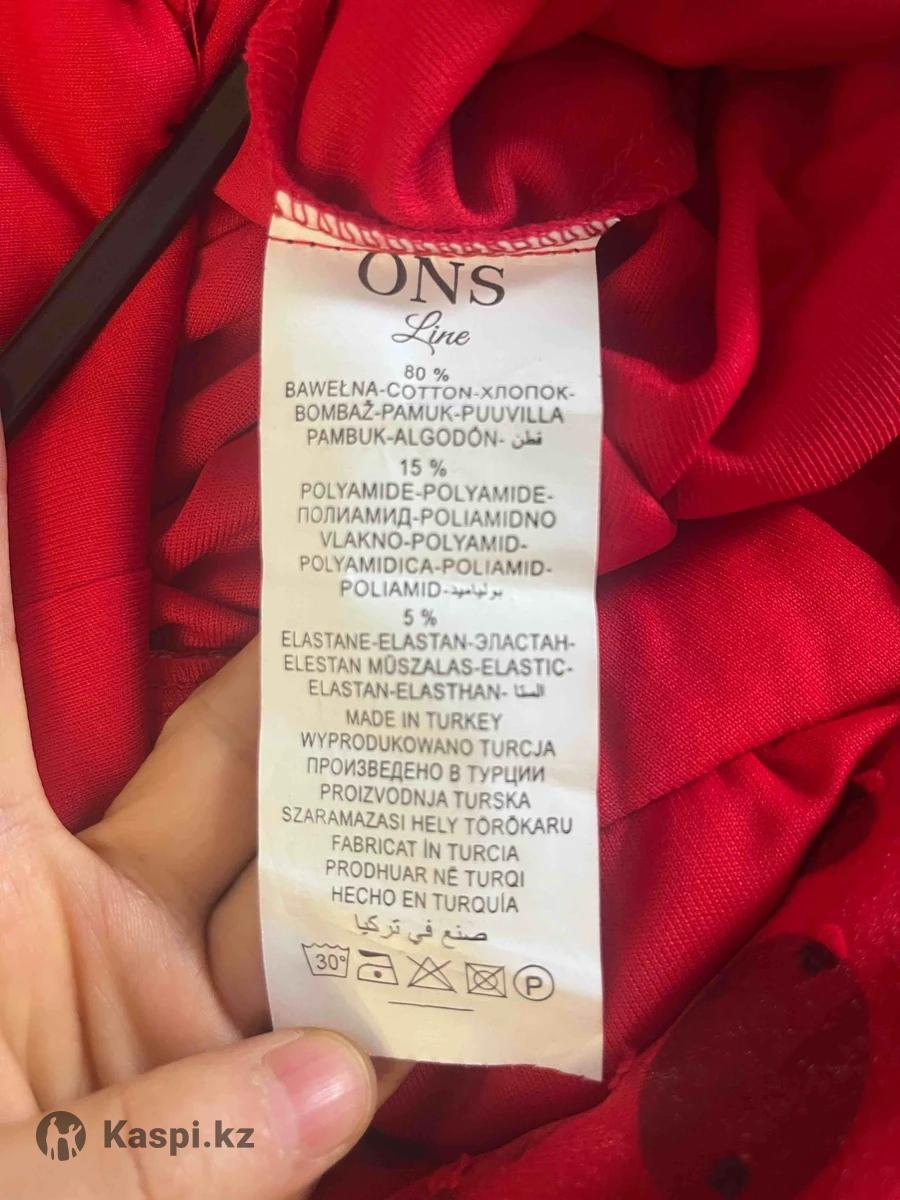 ONS
Line
80 %
BAWEŁNA-COTTON-ХЛОПОК-
BOMBAŽ-PAMUK-PUUVILLA
PAMBUK-ALGODÓN- قطن
15 %
POLYAMIDE-POLYAMIDE-
ПОЛИАМИД-POLIAMIDNO
VLAKNO-POLYAMID-
POLYAMIDICA-POLIAMID-
POLIAMID-بولياميد
5 %
ELASTANE-ELASTAN-ЭЛАСТАН-
ELESTAN MŰSZALAS-ELASTIC-
ELASTAN-ELASTHAN-
MADE IN TURKEY
WYPRODUKOWANO TURCJA
ПРОИЗВЕДЕНО В ТУРЦИИ
PROIZVODNJA TURSKA
SZARAMAZASI HELY TÖRÖKARU
FABRICAT İN TURCIA
PRODHUAR NË TURQI
HECHO EN TURQUÍA
صنع في تركيا
30° P
Kaspi.kz